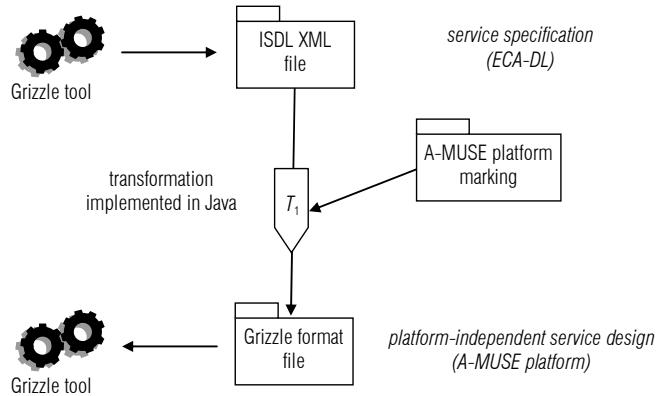 ISDL XML
file
service specification
(ECA-DL)
Grizzle tool
A-MUSE platform
marking
transformation
implemented in Java
T1
Grizzle format
file
platform-independent service design
(A-MUSE platform)
Grizzle tool